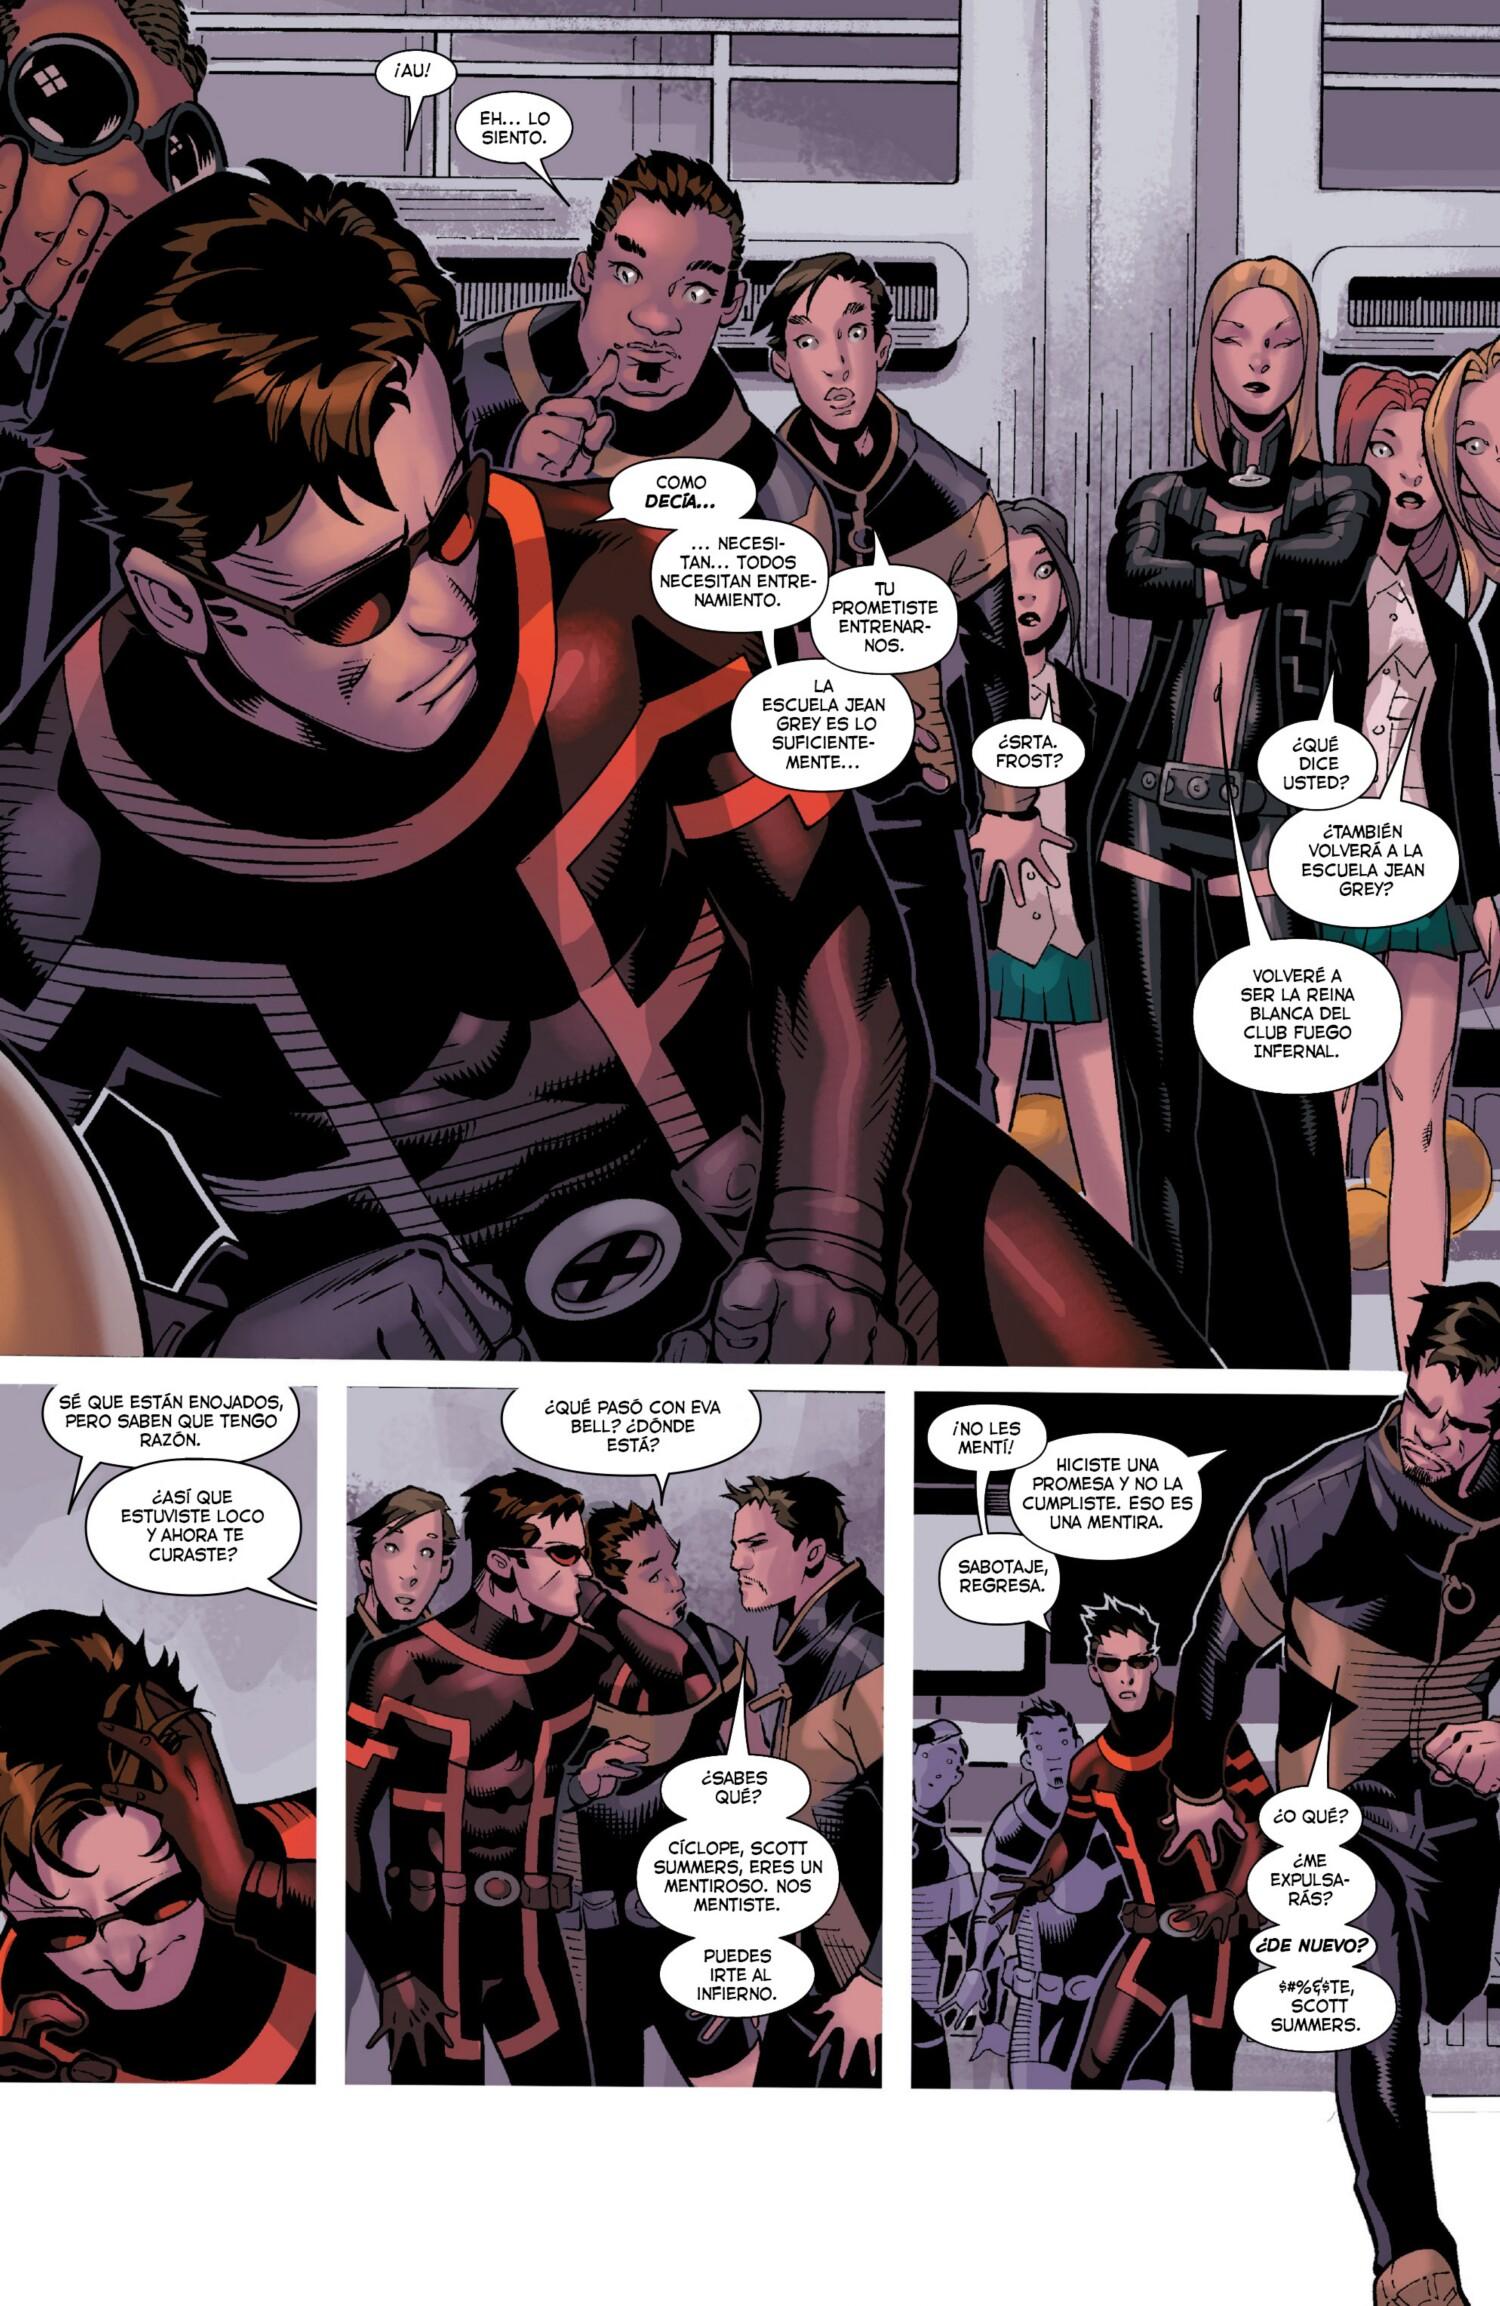 ¡AU!
EH... LO
SIENTO.
COMO
DECÍA...
... NECESI-
TAN... TODOS
NECESITAN ENTRE-
NAMIENTO.
TU
PROMETISTE
ENTRENAR-
NOS.
LA
ESCUELA JEAN
GREY ES LO
SUFICIENTE-
MENTE...
¿SRTA.
FROST?
¿QUÉ
DICE
USTED?
¿TAMBIÉN
VOLVERÁ A LA
ESCUELA JEAN
GREY?
VOLVERÉ A
SER LA REINA
BLANCA DEL
CLUB FUEGO
INFERNAL.
SÉ QUE ESTÁN ENOJADOS,
PERO SABEN QUE TENGO
RAZÓN.
¿ASÍ QUE
ESTUVISTE LOCO
Y AHORA TE
CURASTE?
¿QUÉ PASÓ CON EVA
BELL? ¿DÓNDE
ESTÁ?
¿SABES
QUÉ?
CÍCLOPE, SCOTT
SUMMERS, ERES UN
MENTIROSO. NOS
MENTISTE.
PUEDES
IRTE AL
INFIERNO.
¡NO LES
MENTÍ!
HICISTE UNA
PROMESA Y NO LA
CUMPLISTE. ESO ES
UNA MENTIRA.
SABOTAJE,
REGRESA.
¿O QUÉ?
¿ME
EXPULSA-
RÁS?
¿DE NUEVO?
$#%&$TE,
SCOTT
SUMMERS.